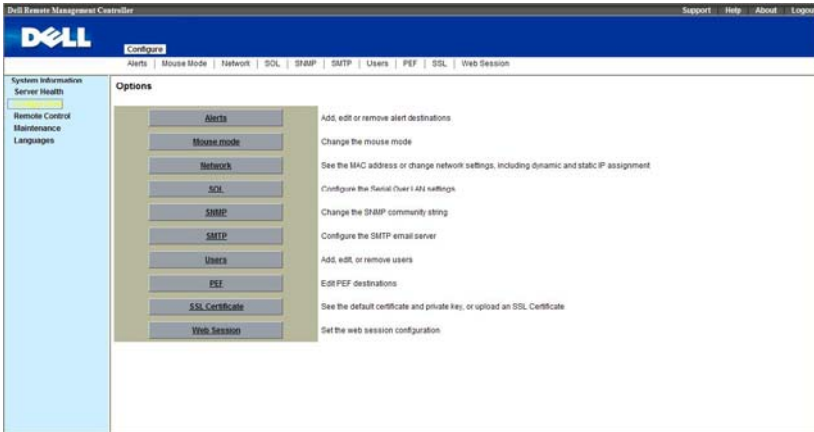 Dell Remote Management Controller
Support Help About Logou
DELL
Configure
Alerts | Mouse Mode | Network | SOL | SNMP | SMTP | Users | PEF | SSL | Web Session
System Information
Server Health
Remote Control
Maintenance
Languages
Options
Alerts Add, edit or remove alert destinations
Mouse mode Change the mouse mode
Network See the MAC address or change network settings, including dynamic and static IP assignment
SOL Configure the Serial Over LAN settings
SNMP Change the SNMP community string
SMTP Configure the SMTP email server
Users Add, edit, or remove users
PEF Edit PEF destinations
SSL Certificate See the default certificate and private key, or upload an SSL Certificate
Web Session Set the web session configuration